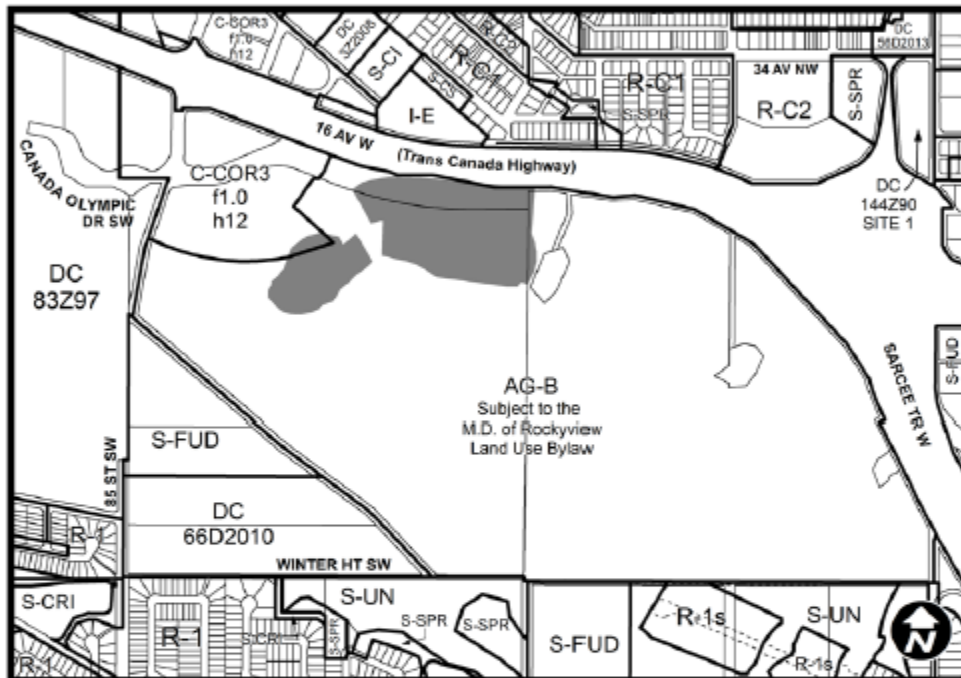 C-COR3
f1.0
h12
DC
3Z2008
S-CI
R-C2
R-C1
S-CS
I-E
DC
56D2013
34 AV NW
R-C1
S-SPR
R-C2
S-SPR
16 AV W
(Trans Canada Highway)
CANADA OLYMPIC
DR SW
C-COR3
f1.0
h12
DC
144Z90
SITE 1
DC
83Z97
AG-B
Subject to the
M.D. of Rockyview
Land Use Bylaw
S-FUD
SARCEE TR W
S-FUD
85 ST SW
DC
66D2010
R-1
WINTER HT SW
S-CRI
R-1
S-CRI
S-SPR
S-UN
S-SPR
S-SPR
S-FUD
R-1s
S-UN
R-1s
R-1
N